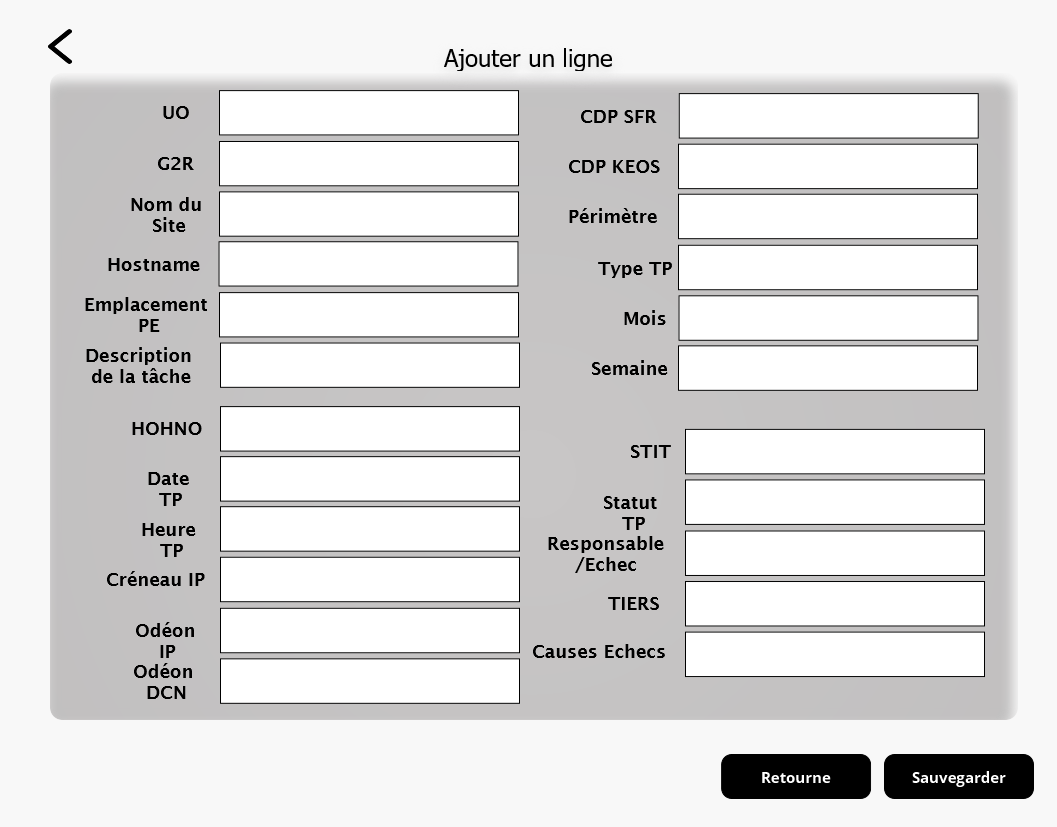 Ajouter un ligne
UO
G2R
Nom du
Site
Hostname
Emplacement
PE
Description
de la tâche
HOHNO
Date
TP
Heure
TP
Créneau IP
Odéon
IP
Odéon
DCN
CDP SFR
CDP KEOS
Périmètre
Type TP
Mois
Semaine
STIT
Statut
TP
Responsable
/Echec
TIERS
Causes Echecs
Retourne
Sauvegarder